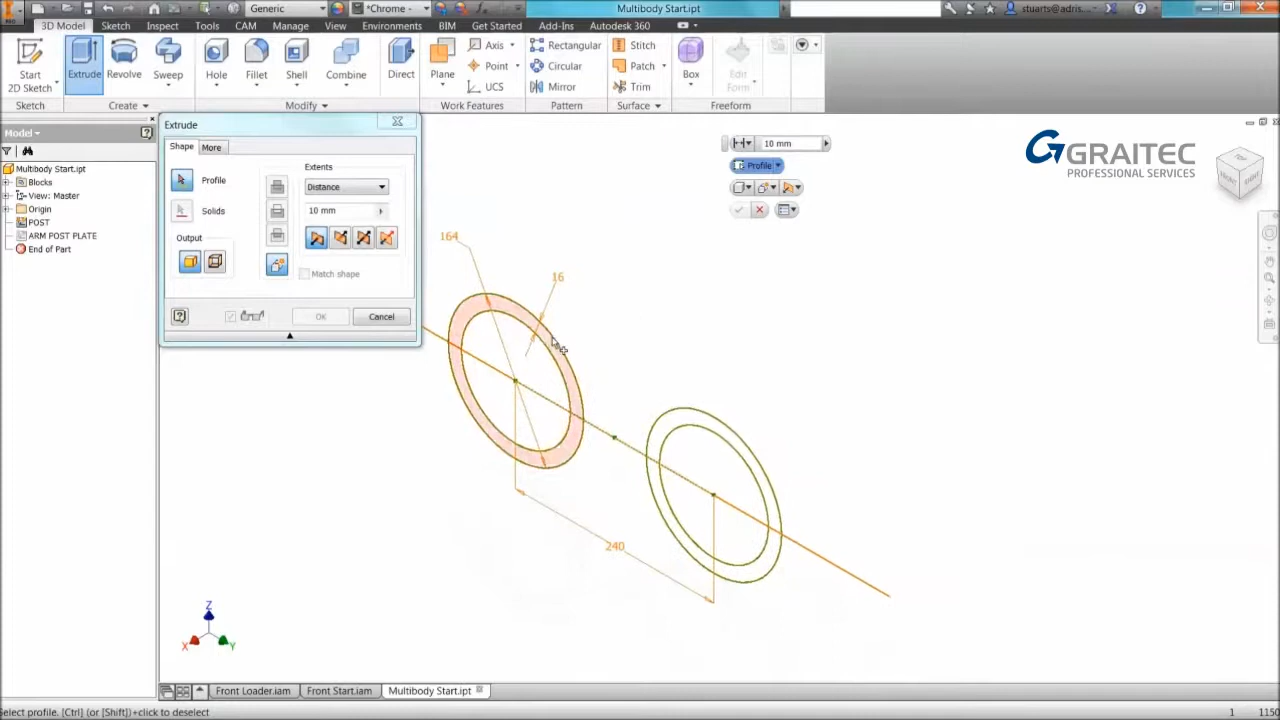 Generic
*Chrome
Multibody Start.ipt
stuarts@adris...
3D Model Sketch Inspect Tools CAM Manage View Environments BIM Get Started Add-Ins Autodesk 360
Start
2D Sketch
Extrude Revolve Sweep
Hole Fillet Shell Combine
Direct
Plane
Axis
Point
UCS
Rectangular
Circular
Mirror
Stitch
Patch
Trim
Box
Edit
Form
Sketch Create Modify Work Features Pattern Surface Freeform
Model
Multibody Start.ipt
Blocks
View: Master
Origin
POST
ARM POST PLATE
End of Part
Extrude
Shape More
Profile
Solids
Output
Extents
Distance
10 mm
Match shape
OK Cancel
10 mm
Profile
GRAITEC
PROFESSIONAL SERVICES
164
16
240
Z
X
Y
Front Loader.iam Front Start.iam Multibody Start.ipt
Select profile. [Ctrl] (or [Shift])+click to deselect
1 1150